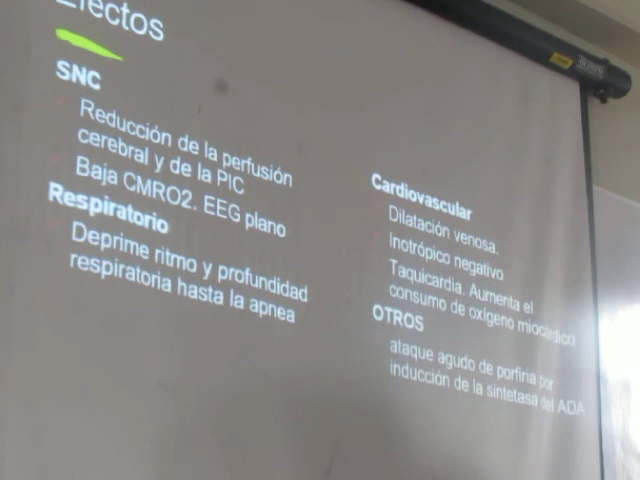 Efectos
SNC
Reducción de la perfusión
cerebral y de la PIC
Baja CMRO2. EEG plano
Respiratorio
Deprime ritmo y profundidad
respiratoria hasta la apnea
Cardiovascular
Dilatación venosa.
Inotrópico negativo
Taquicardia. Aumenta el
consumo de oxígeno miocárdico
OTROS
ataque agudo de porfiria por
inducción de la sintetasa del ADA